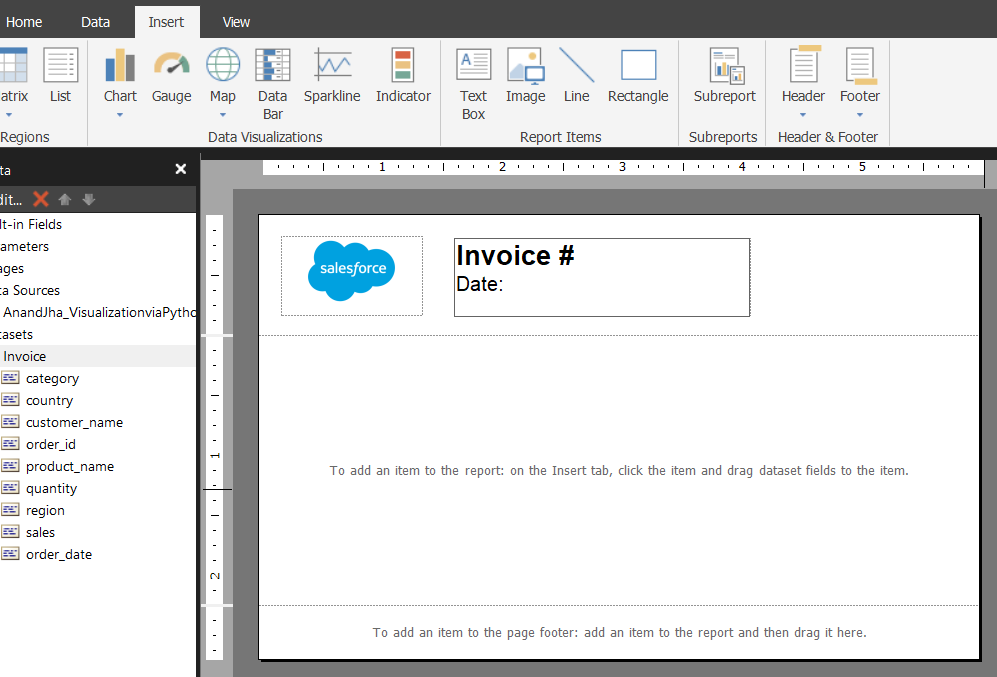 Home Data Insert View
atrix List Chart Gauge Map Data Bar Sparkline Indicator Text Box Image Line Rectangle Subreport Header Footer
Regions Data Visualizations Report Items Subreports Header & Footer
ta
dit...
1 2 3 4 5
lt-in Fields
ameters
ages
ta Sources
AnandJha_VisualizationviaPytho
tasets
Invoice
category
country
customer_name
order_id
product_name
quantity
region
sales
order_date
salesforce
Invoice #
Date:
1
To add an item to the report: on the Insert tab, click the item and drag dataset fields to the item.
2
To add an item to the page footer: add an item to the report and then drag it here.